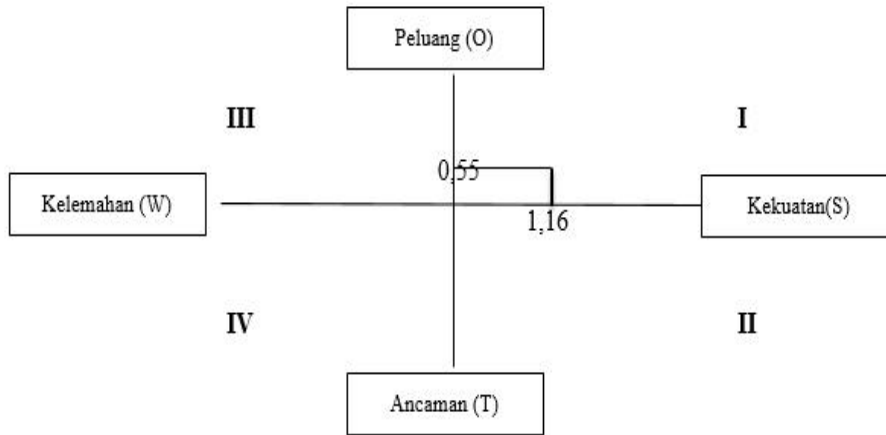 Peluang (O)
III
I
0,55
Kelemahan (W)
Kekuatan(S)
1,16
IV
II
Ancaman (T)